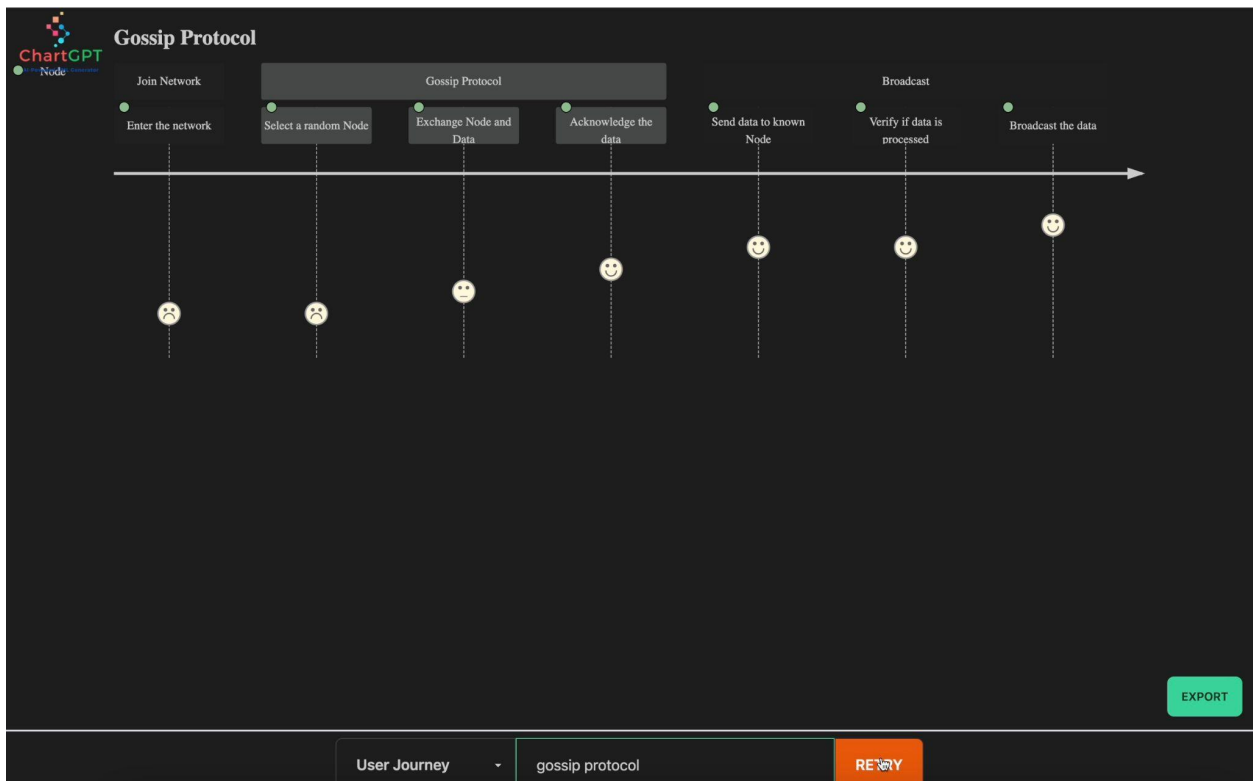 Gossip Protocol
ChartGPT
Node
Join Network
Gossip Protocol
Broadcast
Enter the network
Select a random Node
Exchange Node and
Data
Acknowledge the
data
Send data to known
Node
Verify if data is
processed
Broadcast the data
EXPORT
User Journey
gossip protocol
RETRY